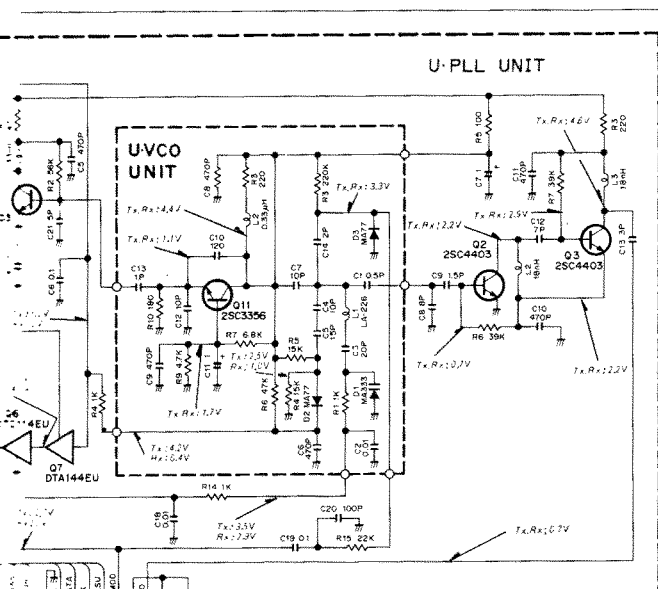 U·PLL UNIT
U·VCO
UNIT
C5 470P
R2 56K
C21 5P
C6 0.1
R4 1K
Q6
Q7
DTA144EU
C8 470P
R3
220
L2
0.33μH
R3 220K
Tx,Rx;3.3V
Tx,Rx;4.4V
Tx,Rx;1.1V
C10
120
C13
1P
R10 180
C12 10P
Q11
2SC3356
C7
10P
C14 2P
D3
MA77
C1 0.5P
C4
10P
C5
15P
L1
LA-226
C3
20P
R7 6.8K
R5
15K
Tx;2.5V
Rx;1.0V
C9 470P
R9 4.7K
C11 1
+
R6 47K
R4 15K
D2 MA77
R1 1K
D1
MA333
Tx,Rx;1.7V
Tx;4.2V
Rx;0.4V
C6
470P
C2
0.01
R14 1K
C18
0.01
Tx;3.5V
Rx;2.9V
C20 100P
C19 0.1
R15 22K
R5 100
C7 1
+
C11
470P
R7 39K
Tx,Rx;4.6V
R3
220
L3
18nH
Tx,Rx;2.9V
Tx,Rx;2.2V
C12
7P
Q2
2SC4403
Q3
2SC4403
C13 3P
C9 1.5P
C8 8P
L2
18nH
C10
470P
R6 39K
Tx,Rx;0.7V
Tx,Rx;2.2V
Tx,Rx;0.7V